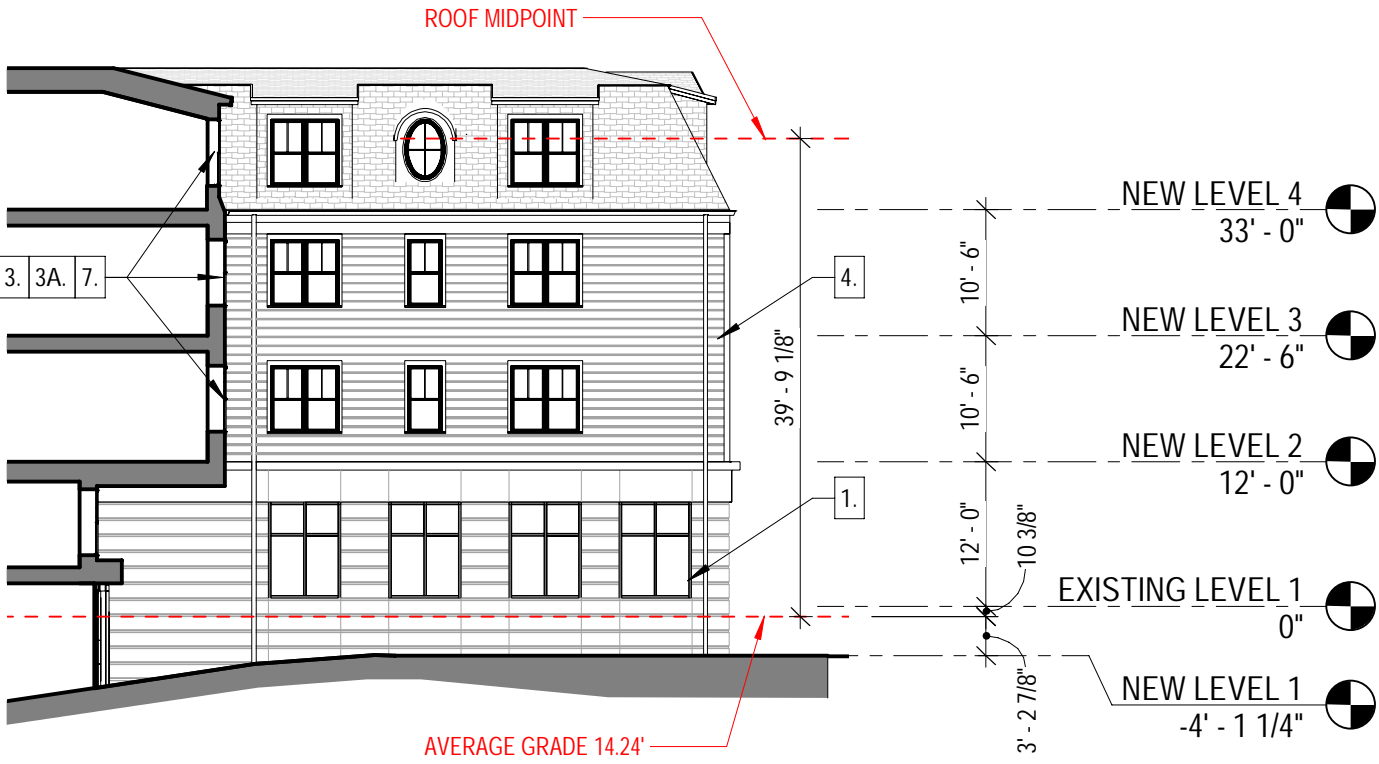 ROOF MIDPOINT
NEW LEVEL 4
33' - 0"
10' - 6"
3. 3A. 7.
4.
NEW LEVEL 3
22' - 6"
39' - 9 1/8"
10' - 6"
NEW LEVEL 2
12' - 0"
1.
12' - 0"
10 3/8"
EXISTING LEVEL 1
0"
3' - 2 7/8"
NEW LEVEL 1
-4' - 1 1/4"
AVERAGE GRADE 14.24'